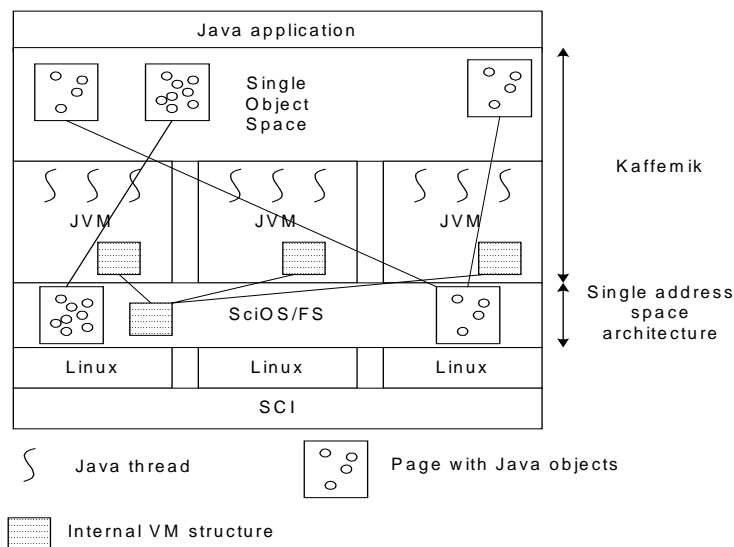 Java application
Single
Object
Space
Kaffemik
JVM
JVM
JVM
Single address
space
architecture
SciOS/FS
Linux
Linux
Linux
SCI
Java thread
Page with Java objects
Internal VM structure